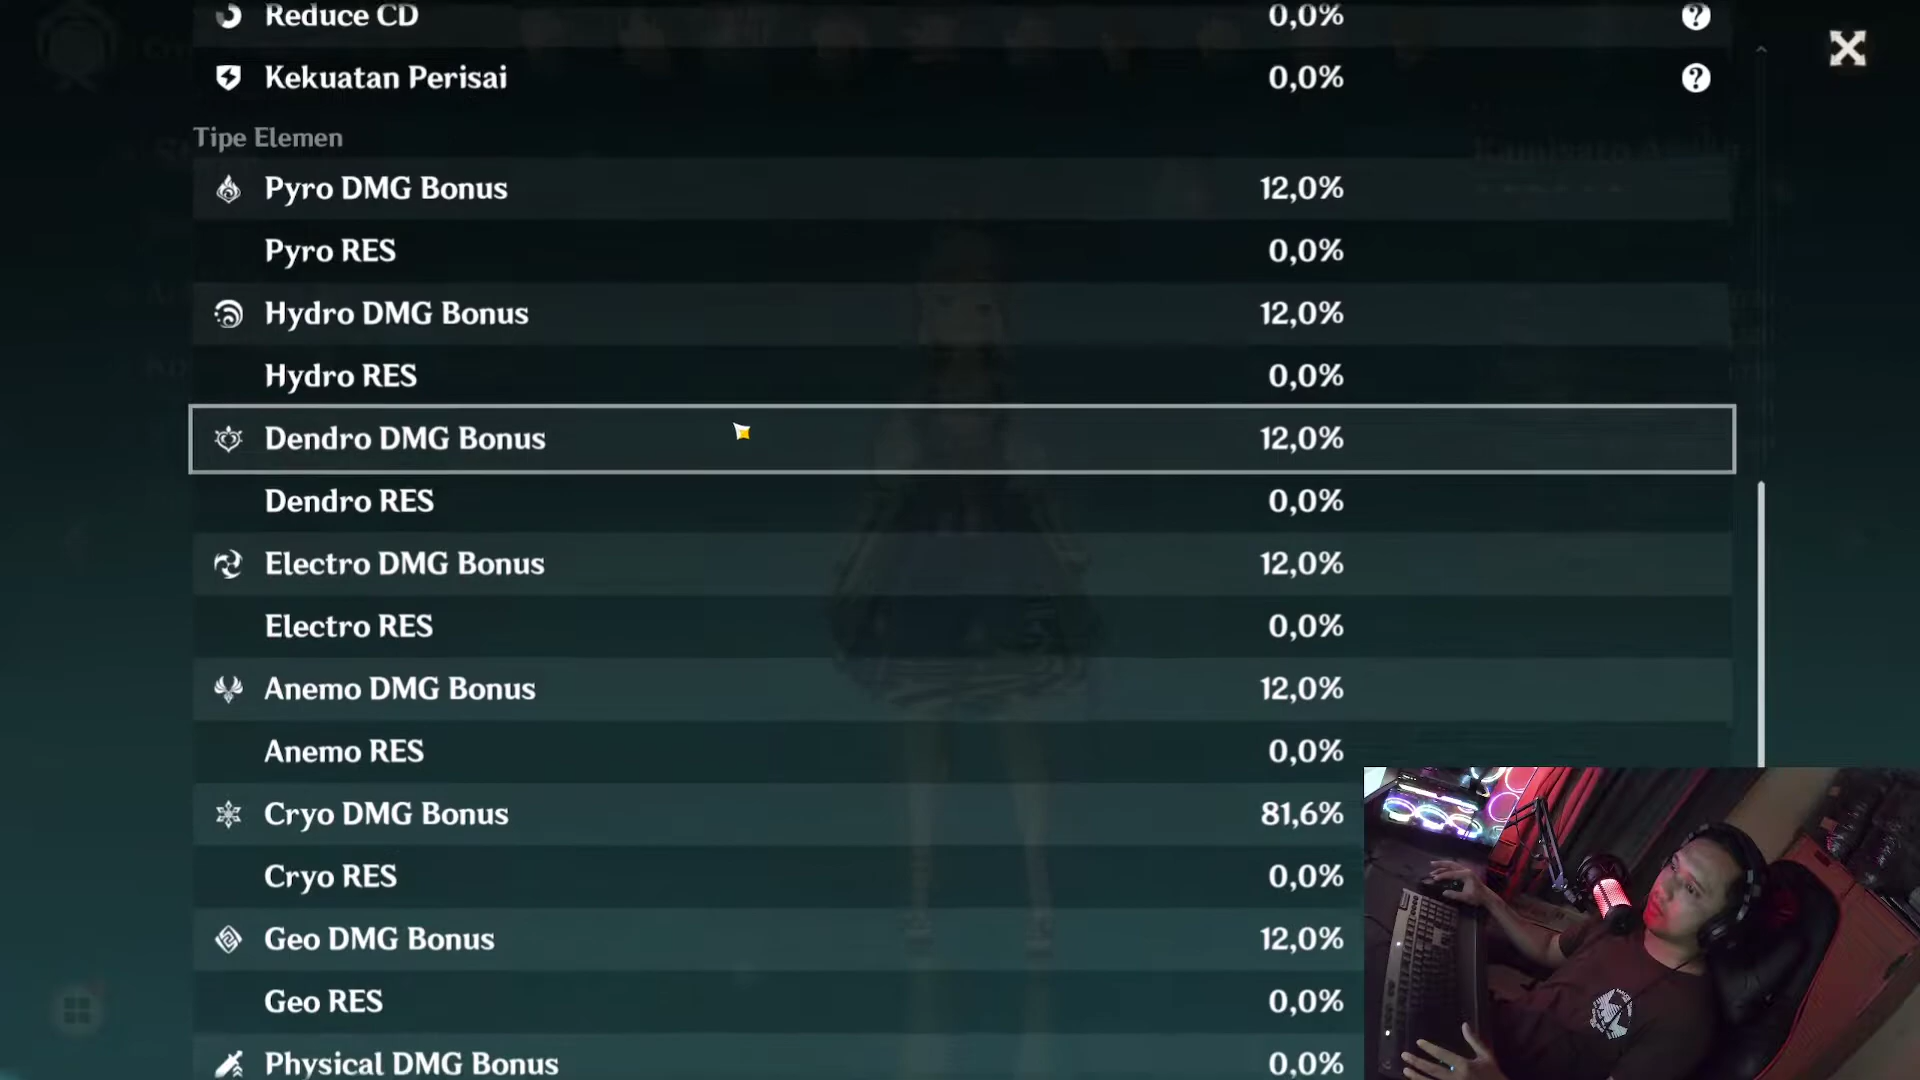 Reduce CD 0,0%
Kekuatan Perisai 0,0%
Tipe Elemen
Pyro DMG Bonus 12,0%
Pyro RES 0,0%
Hydro DMG Bonus 12,0%
Hydro RES 0,0%
Dendro DMG Bonus 12,0%
Dendro RES 0,0%
Electro DMG Bonus 12,0%
Electro RES 0,0%
Anemo DMG Bonus 12,0%
Anemo RES 0,0%
Cryo DMG Bonus 81,6%
Cryo RES 0,0%
Geo DMG Bonus 12,0%
Geo RES 0,0%
Physical DMG Bonus 0,0%